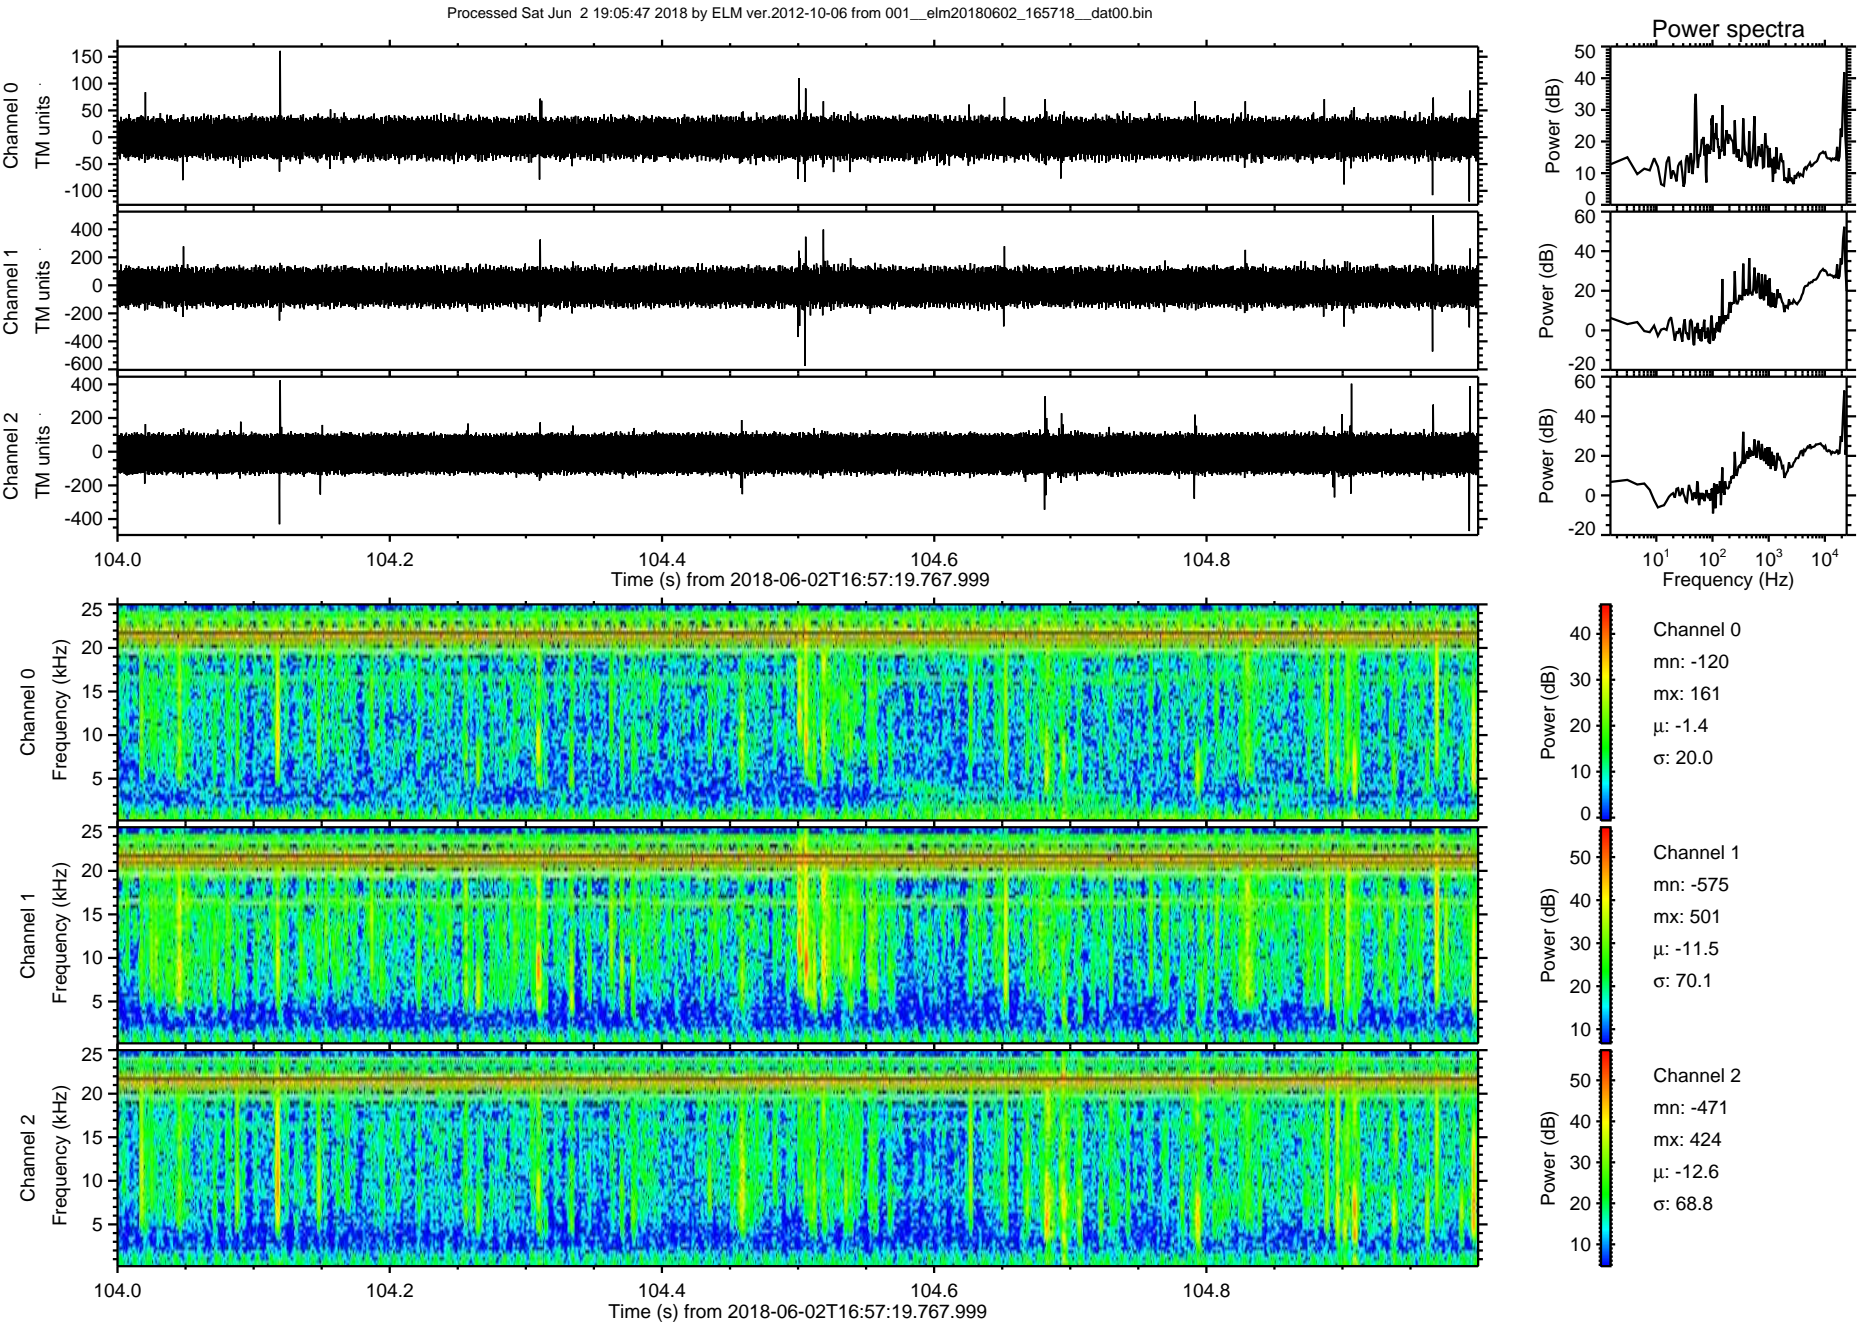 Processed Sat Jun  2 19:05:47 2018 by ELM ver.2012-10-06 from 001__elm20180602_165718__dat00.bin
Power spectra
Channel 0
TM units
150
100
50
0
-50
-100
Power (dB)
50
40
30
20
10
0
Channel 1
TM units
400
200
0
-200
-400
-600
Power (dB)
60
40
20
0
-20
Channel 2
TM units
400
200
0
-200
-400
Power (dB)
60
40
20
0
-20
104.0 104.2 104.4 104.6 104.8
Time (s) from 2018-06-02T16:57:19.767.999
10^1 10^2 10^3 10^4
Frequency (Hz)
Channel 0
Frequency (kHz)
25
20
15
10
5
Power (dB)
40
30
20
10
0
Channel 0
mn: -120
mx: 161
µ: -1.4
σ: 20.0
Channel 1
Frequency (kHz)
25
20
15
10
5
Power (dB)
50
40
30
20
10
Channel 1
mn: -575
mx: 501
µ: -11.5
σ: 70.1
Channel 2
Frequency (kHz)
25
20
15
10
5
Power (dB)
50
40
30
20
10
Channel 2
mn: -471
mx: 424
µ: -12.6
σ: 68.8
104.0 104.2 104.4 104.6 104.8
Time (s) from 2018-06-02T16:57:19.767.999